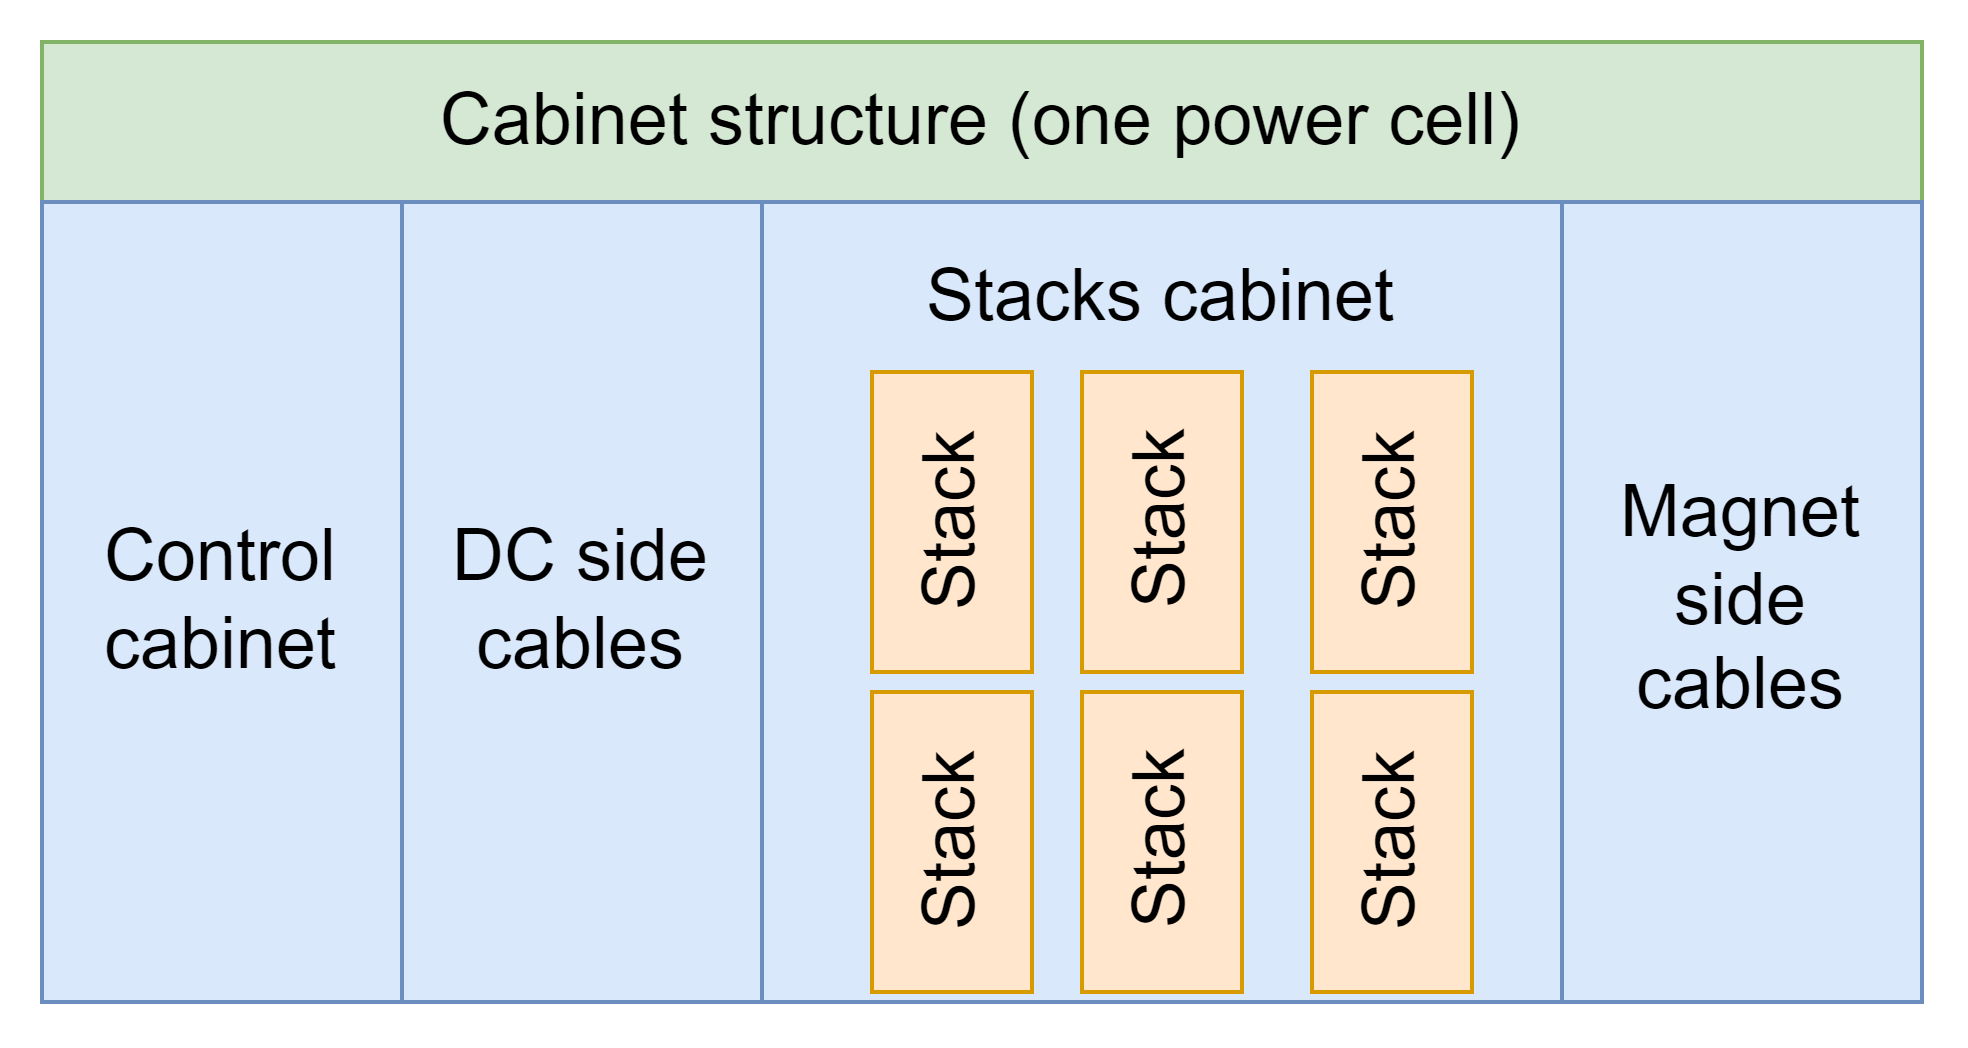 Cabinet structure (one power cell)
Control
cabinet
DC side
cables
Stacks cabinet
Stack
Stack
Stack
Stack
Stack
Stack
Magnet
side
cables